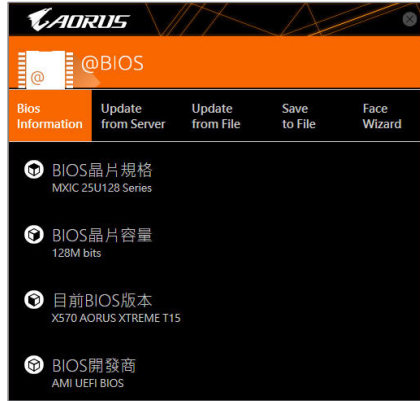 AORUS
@BIOS
@
Bios Information
Update from Server
Update from File
Save to File
Face Wizard
BIOS晶片規格
MXIC 25U128 Series
BIOS晶片容量
128M bits
目前BIOS版本
X570 AORUS XTREME T15
BIOS開發商
AMI UEFI BIOS